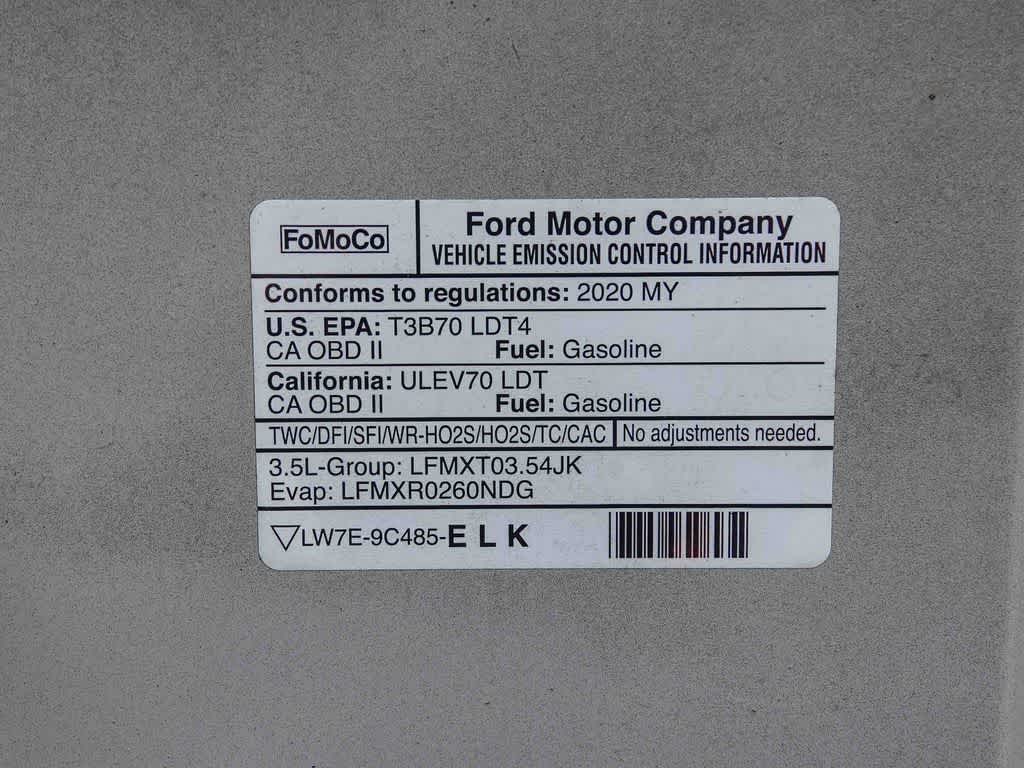 FoMoCo
Ford Motor Company
VEHICLE EMISSION CONTROL INFORMATION
Conforms to regulations: 2020 MY
U.S. EPA: T3B70 LDT4
CA OBD II Fuel: Gasoline
California: ULEV70 LDT
CA OBD II Fuel: Gasoline
TWC/DFI/SFI/WR-HO2S/HO2S/TC/CAC No adjustments needed.
3.5L-Group: LFMXT03.54JK
Evap: LFMXR0260NDG
LW7E-9C485-E L K